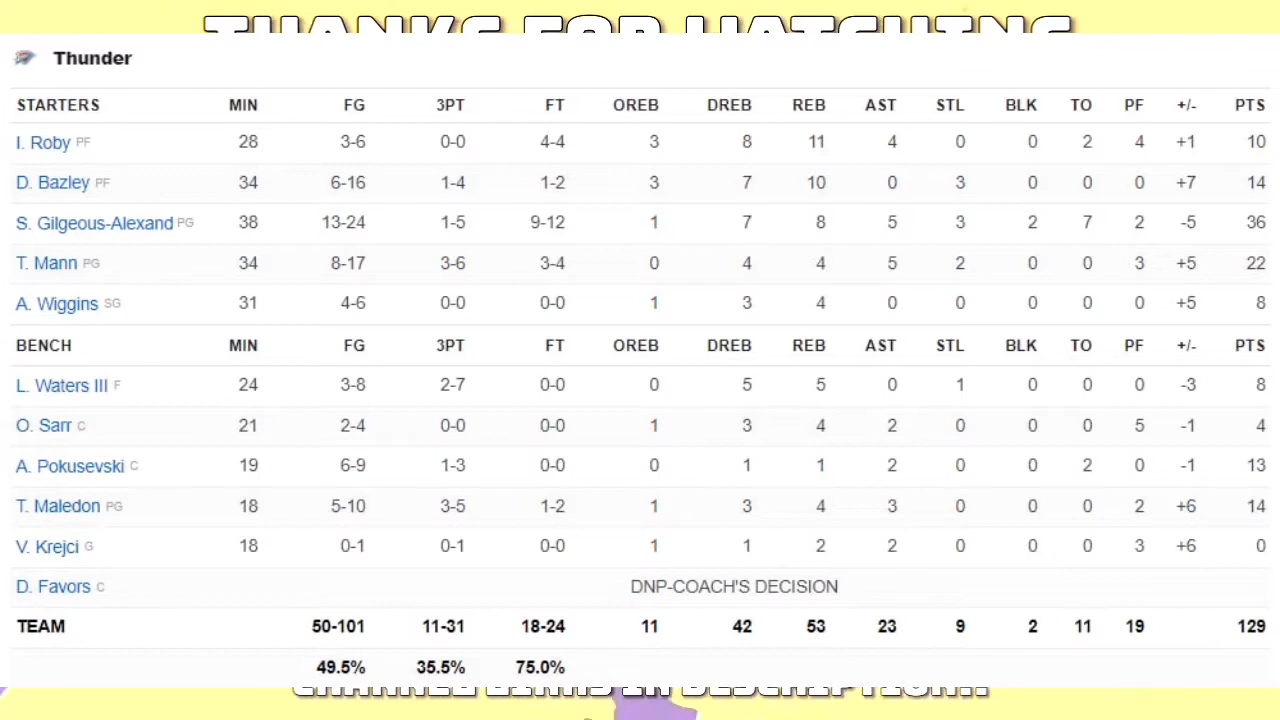 THANKS FOR WATCHING
Thunder
STARTERS MIN FG 3PT FT OREB DREB REB AST STL BLK TO PF +/- PTS
I. Roby PF 28 3-6 0-0 4-4 3 8 11 4 0 0 2 4 +1 10
D. Bazley PF 34 6-16 1-4 1-2 3 7 10 0 3 0 0 0 +7 14
S. Gilgeous-Alexand PG 38 13-24 1-5 9-12 1 7 8 5 3 2 7 2 -5 36
T. Mann PG 34 8-17 3-6 3-4 0 4 4 5 2 0 0 3 +5 22
A. Wiggins SG 31 4-6 0-0 0-0 1 3 4 0 0 0 0 0 +5 8
BENCH MIN FG 3PT FT OREB DREB REB AST STL BLK TO PF +/- PTS
L. Waters III F 24 3-8 2-7 0-0 0 5 5 0 1 0 0 0 -3 8
O. Sarr C 21 2-4 0-0 0-0 1 3 4 2 0 0 0 5 -1 4
A. Pokusevski C 19 6-9 1-3 0-0 0 1 1 2 0 0 2 0 -1 13
T. Maledon PG 18 5-10 3-5 1-2 1 3 4 3 0 0 0 2 +6 14
V. Krejci G 18 0-1 0-1 0-0 1 1 2 2 0 0 0 3 +6 0
D. Favors C DNP-COACH'S DECISION
TEAM 50-101 11-31 18-24 11 42 53 23 9 2 11 19 129
49.5% 35.5% 75.0%
CHANNEL LINKS IN DESCRIPTION!!